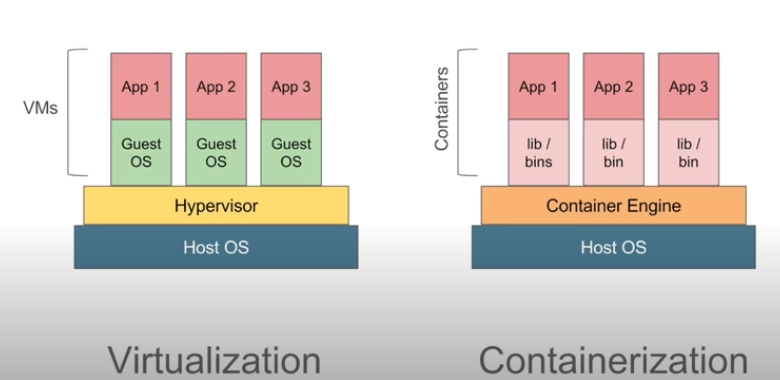 VMs
App 1
App 2
App 3
Guest
OS
Guest
OS
Guest
OS
Hypervisor
Host OS
Virtualization
Containers
App 1
App 2
App 3
lib /
bins
lib /
bin
lib /
bin
Container Engine
Host OS
Containerization